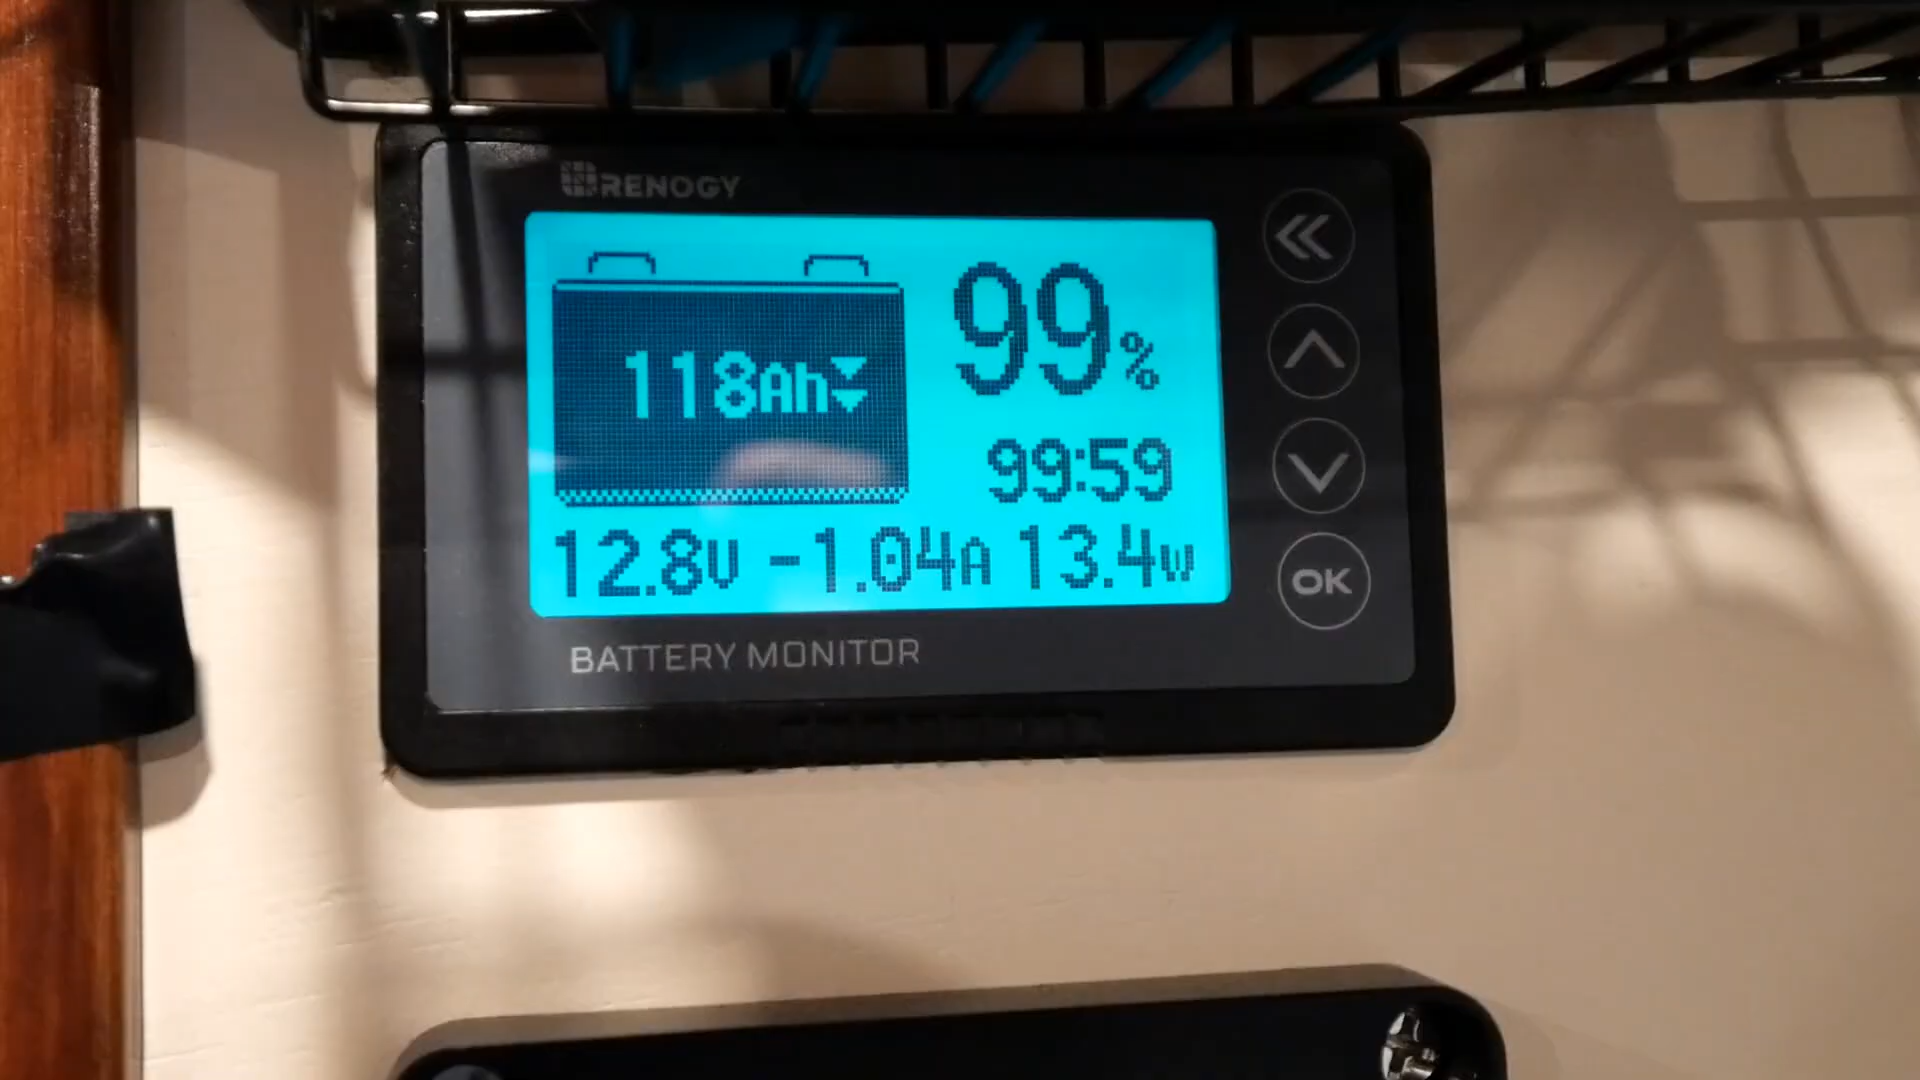 RENOGY
118Ah
99%
99:59
12.8V -1.04A 13.4W
OK
BATTERY MONITOR